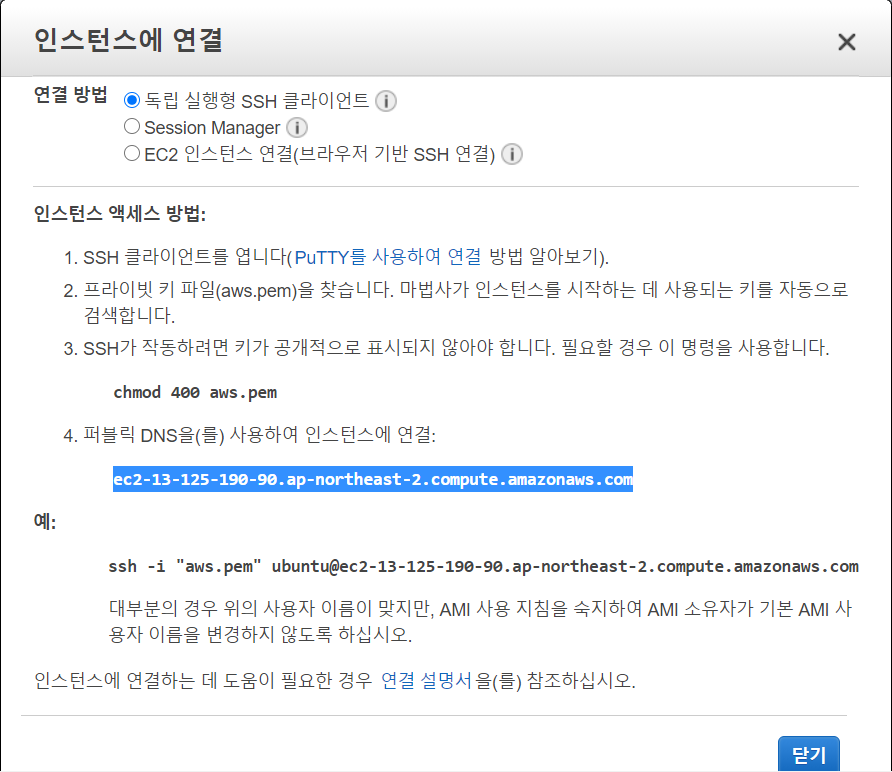 인스턴스에 연결
연결 방법
독립 실행형 SSH 클라이언트
Session Manager
EC2 인스턴스 연결(브라우저 기반 SSH 연결)
인스턴스 액세스 방법:
1. SSH 클라이언트를 엽니다(PuTTY를 사용하여 연결 방법 알아보기).
2. 프라이빗 키 파일(aws.pem)을 찾습니다. 마법사가 인스턴스를 시작하는 데 사용되는 키를 자동으로
검색합니다.
3. SSH가 작동하려면 키가 공개적으로 표시되지 않아야 합니다. 필요할 경우 이 명령을 사용합니다.
chmod 400 aws.pem
4. 퍼블릭 DNS을(를) 사용하여 인스턴스에 연결:
ec2-13-125-190-90.ap-northeast-2.compute.amazonaws.com
예:
ssh -i "aws.pem" ubuntu@ec2-13-125-190-90.ap-northeast-2.compute.amazonaws.com
대부분의 경우 위의 사용자 이름이 맞지만, AMI 사용 지침을 숙지하여 AMI 소유자가 기본 AMI 사
용자 이름을 변경하지 않도록 하십시오.
인스턴스에 연결하는 데 도움이 필요한 경우 연결 설명서을(를) 참조하십시오.
닫기